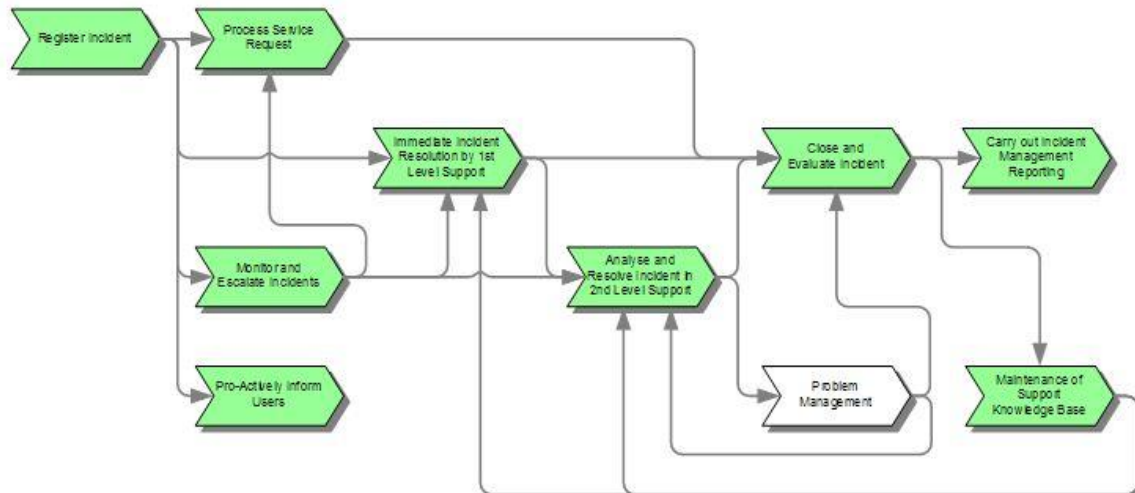 Register Incident
Process Service
Request
Immediate Incident
Resolution by 1st
Level Support
Close and
Evaluate Incident
Carry out Incident
Management
Reporting
Monitor and
Escalate Incidents
Analyse and
Resolve Incident in
2nd Level Support
Pro-Actively Inform
Users
Problem
Management
Maintenance of
Support
Knowledge Base